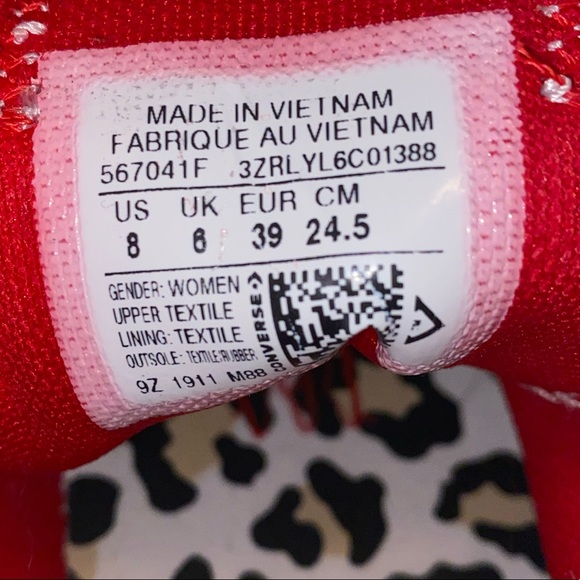 MADE IN VIETNAM
FABRIQUE AU VIETNAM
567041F 3ZRLYL6C01388
US UK EUR CM
8 6 39 24.5
GENDER: WOMEN
UPPER TEXTILE
LINING: TEXTILE
OUTSOLE: TEXTILE/RUBBER
9Z 1911 M8B
CONVERSE